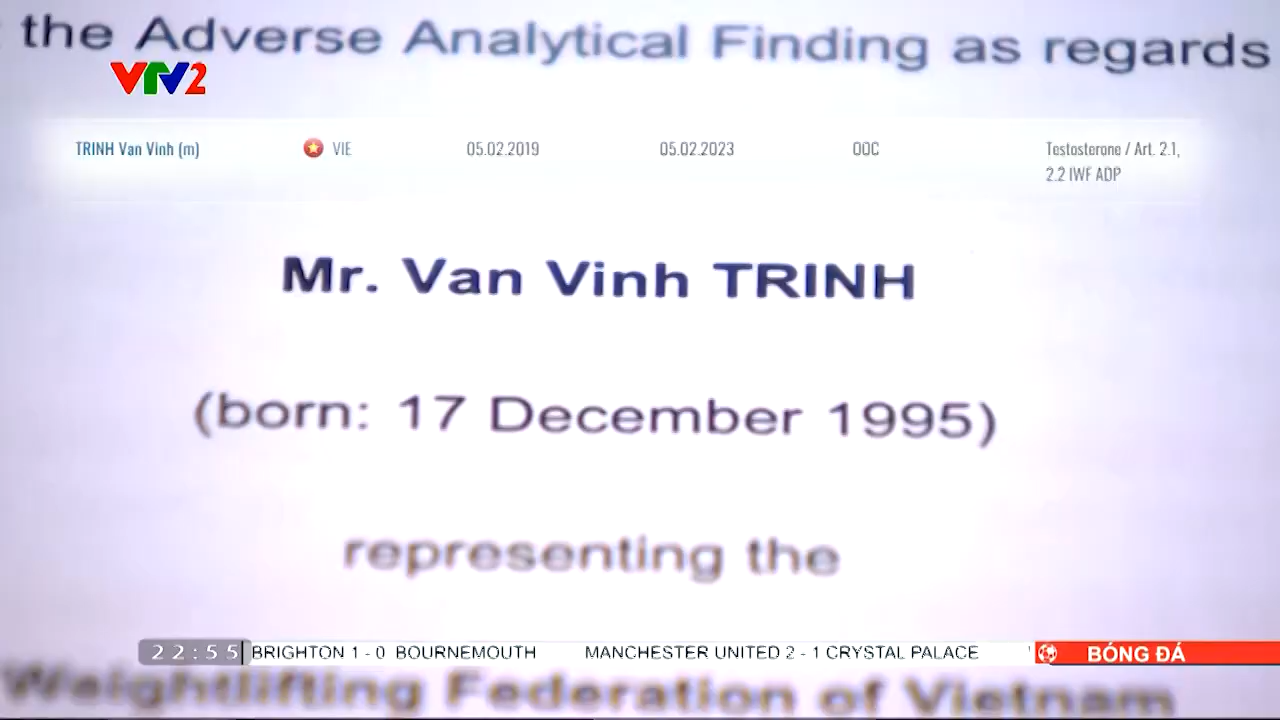 the Adverse Analytical Finding as regards
VTV2
TRINH Van Vinh (m) VIE 05.02.2019 05.02.2023 OOC Testosterone / Art. 2.1,
2.2 IWF ADP
Mr. Van Vinh TRINH
(born: 17 December 1995)
representing the
22:55 BRIGHTON 1 - 0 BOURNEMOUTH MANCHESTER UNITED 2 - 1 CRYSTAL PALACE BÓNG ĐÁ
Weightlifting Federation of Vietnam